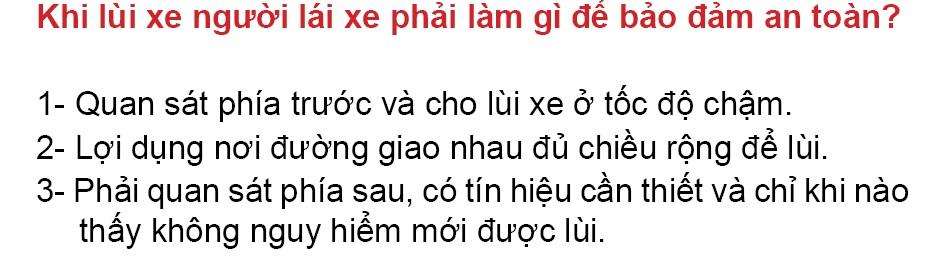 Khi lùi xe người lái xe phải làm gì để bảo đảm an toàn?
1- Quan sát phía trước và cho lùi xe ở tốc độ chậm.
2- Lợi dụng nơi đường giao nhau đủ chiều rộng để lùi.
3- Phải quan sát phía sau, có tín hiệu cần thiết và chỉ khi nào
thấy không nguy hiểm mới được lùi.